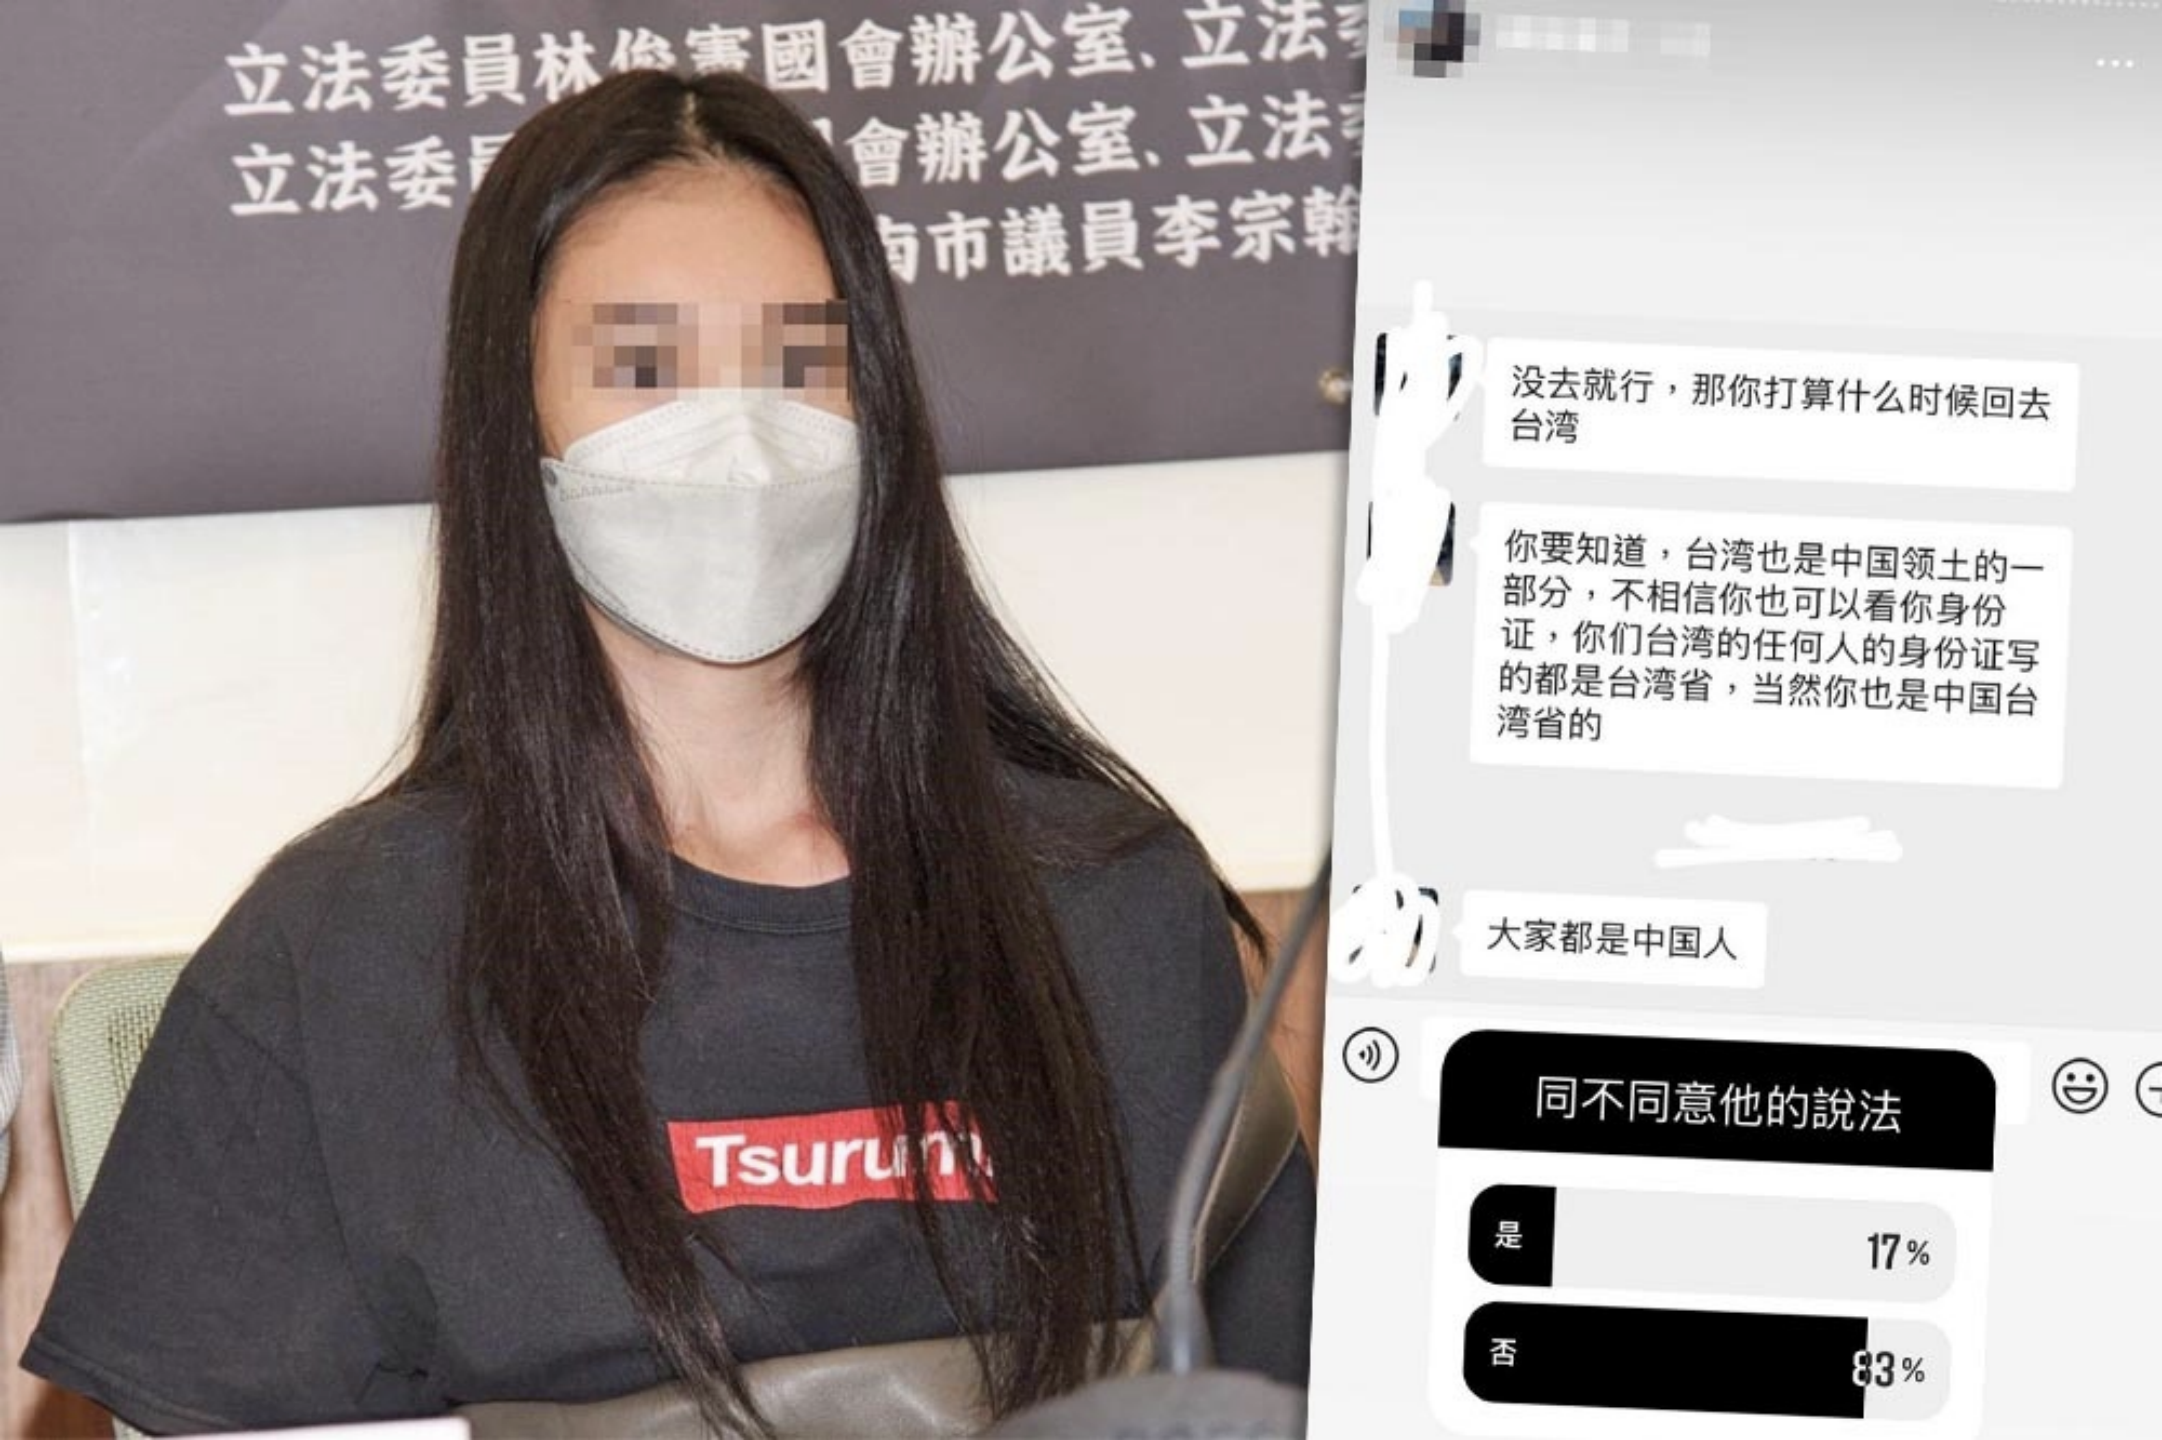 立法委員林俊憲國會辦公室、立法
立法委 會辦公室、立法
南市議員李宗翰
Tsurumi
没去就行，那你打算什么时候回去
台湾
你要知道，台湾也是中国领土的一
部分，不相信你也可以看你身份
证，你们台湾的任何人的身份证写
的都是台湾省，当然你也是中国台
湾省的
大家都是中国人
同不同意他的說法
是 17%
否 83%